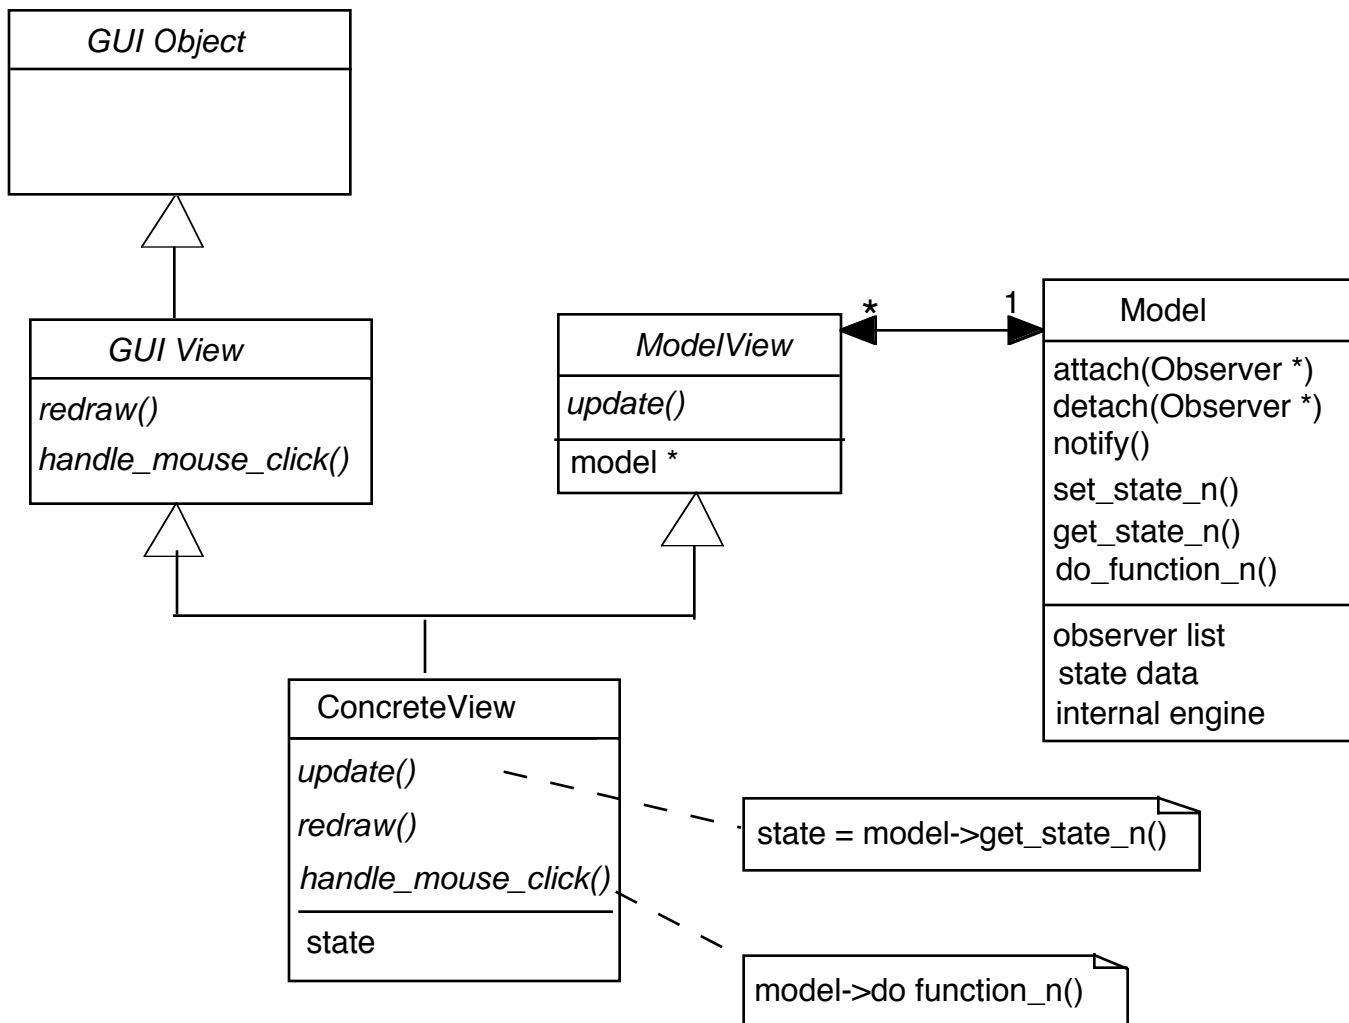 GUI Object
GUI View
redraw()
handle_mouse_click()
ModelView
update()
model *
*
1
Model
attach(Observer *)
detach(Observer *)
notify()
set_state_n()
get_state_n()
do_function_n()
observer list
state data
internal engine
ConcreteView
update()
redraw()
handle_mouse_click()
state
state = model->get_state_n()
model->do function_n()